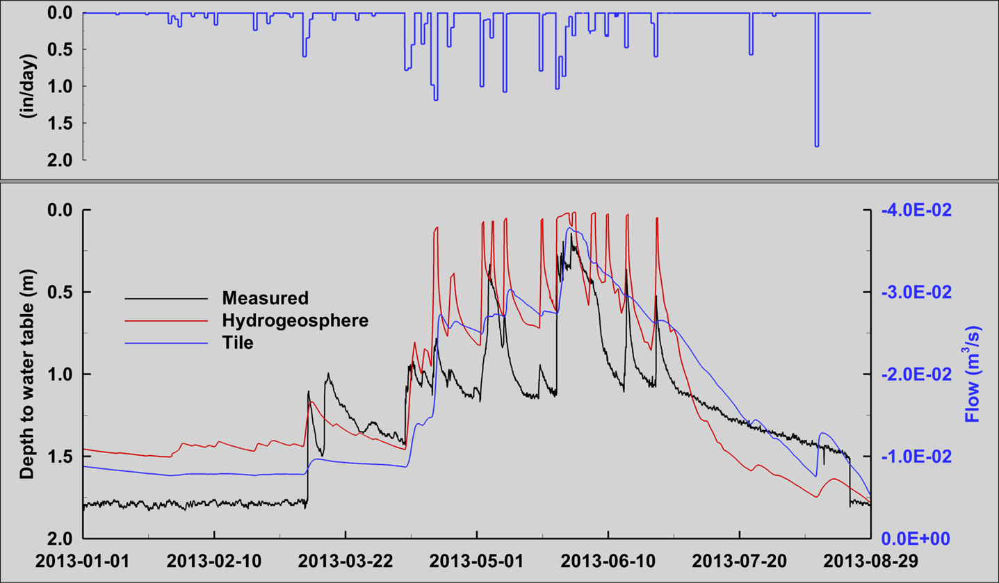 0.0
0.5
1.0
1.5
2.0
(in/day)
0.0
0.5
1.0
1.5
2.0
Depth to water table (m)
Measured
Hydrogeosphere
Tile
-4.0E-02
-3.0E-02
-2.0E-02
-1.0E-02
0.0E+00
Flow (m³/s)
2013-01-01 2013-02-10 2013-03-22 2013-05-01 2013-06-10 2013-07-20 2013-08-29